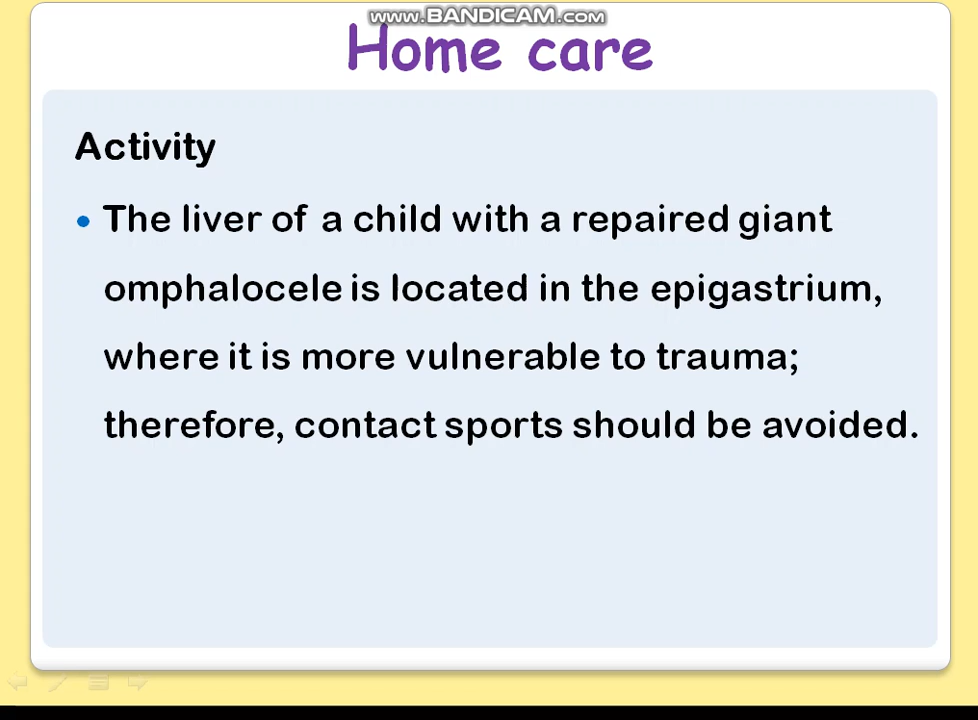 www.BANDICAM.com
Home care
Activity
• The liver of a child with a repaired giant
omphalocele is located in the epigastrium,
where it is more vulnerable to trauma;
therefore, contact sports should be avoided.